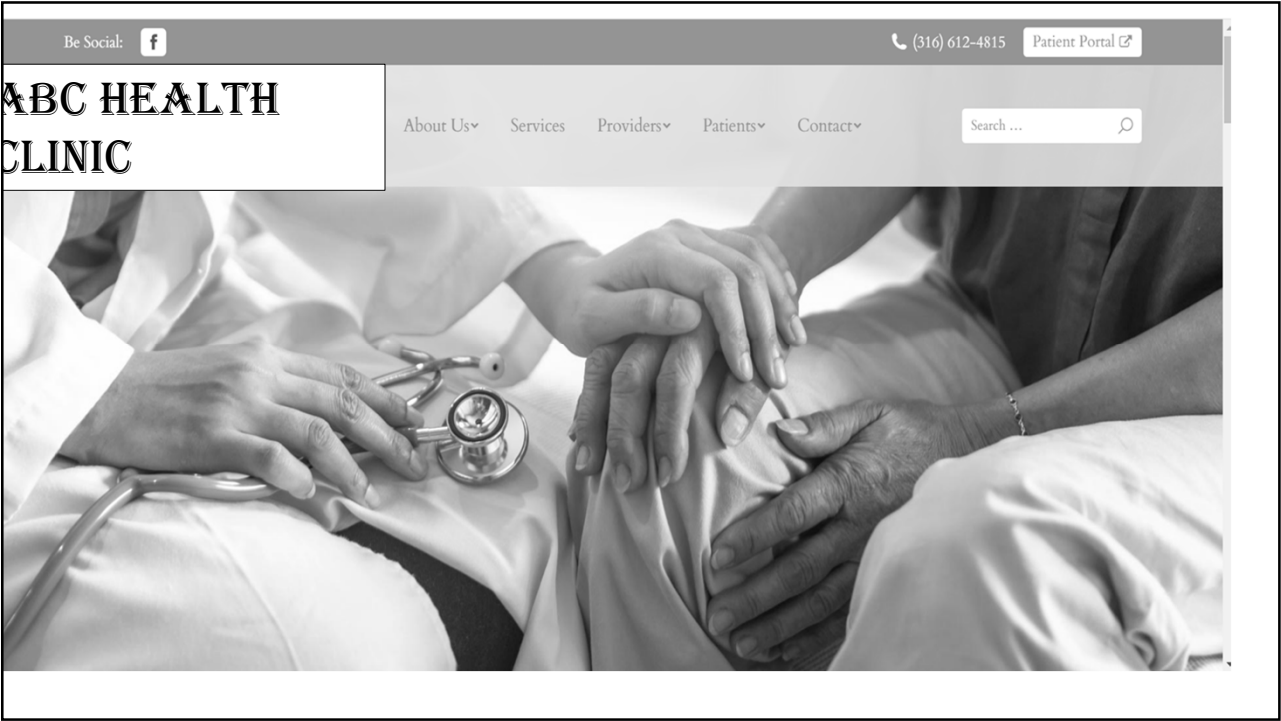 Be Social:
(316) 612-4815
Patient Portal
ABC HEALTH
CLINIC
About Us
Services
Providers
Patients
Contact
Search ...